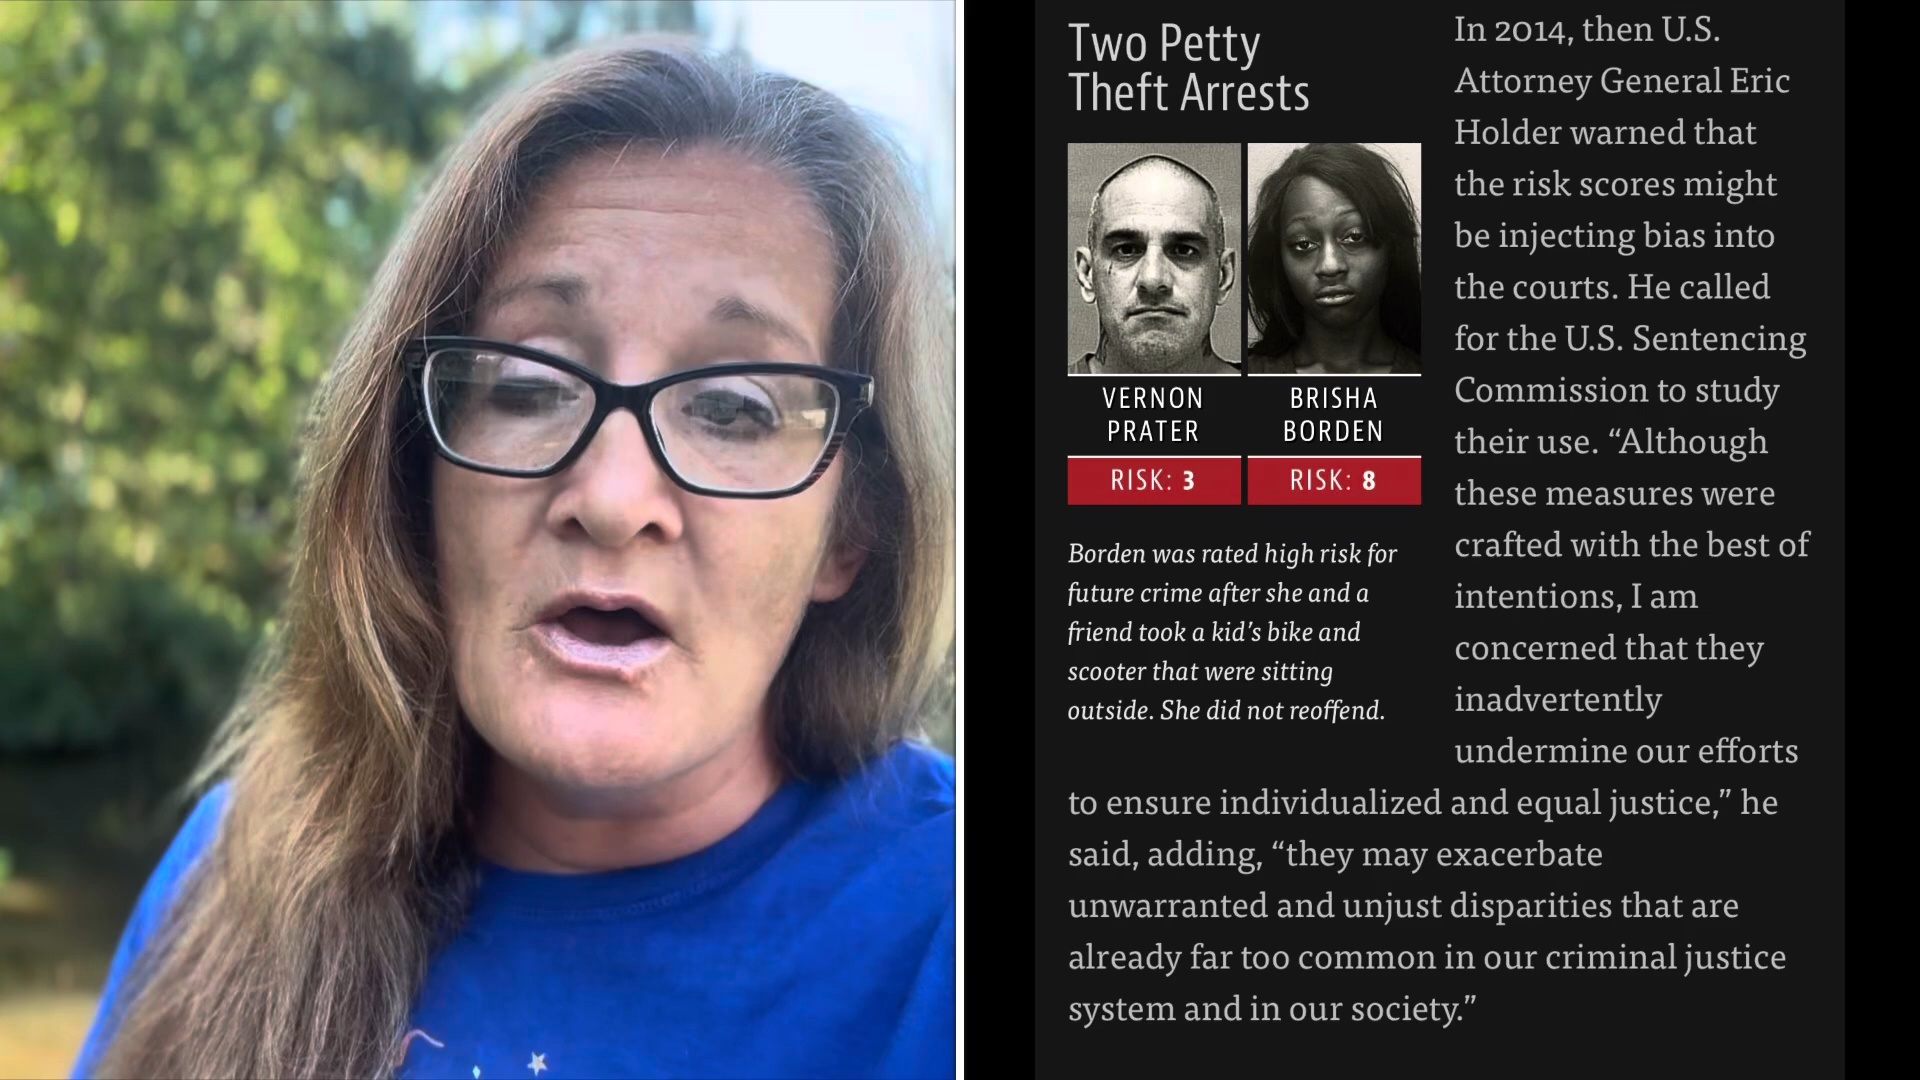 Two Petty
Theft Arrests
VERNON
PRATER
RISK: 3
BRISHA
BORDEN
RISK: 8
Borden was rated high risk for
future crime after she and a
friend took a kid’s bike and
scooter that were sitting
outside. She did not reoffend.
In 2014, then U.S.
Attorney General Eric
Holder warned that
the risk scores might
be injecting bias into
the courts. He called
for the U.S. Sentencing
Commission to study
their use. “Although
these measures were
crafted with the best of
intentions, I am
concerned that they
inadvertently
undermine our efforts
to ensure individualized and equal justice,” he
said, adding, “they may exacerbate
unwarranted and unjust disparities that are
already far too common in our criminal justice
system and in our society.”